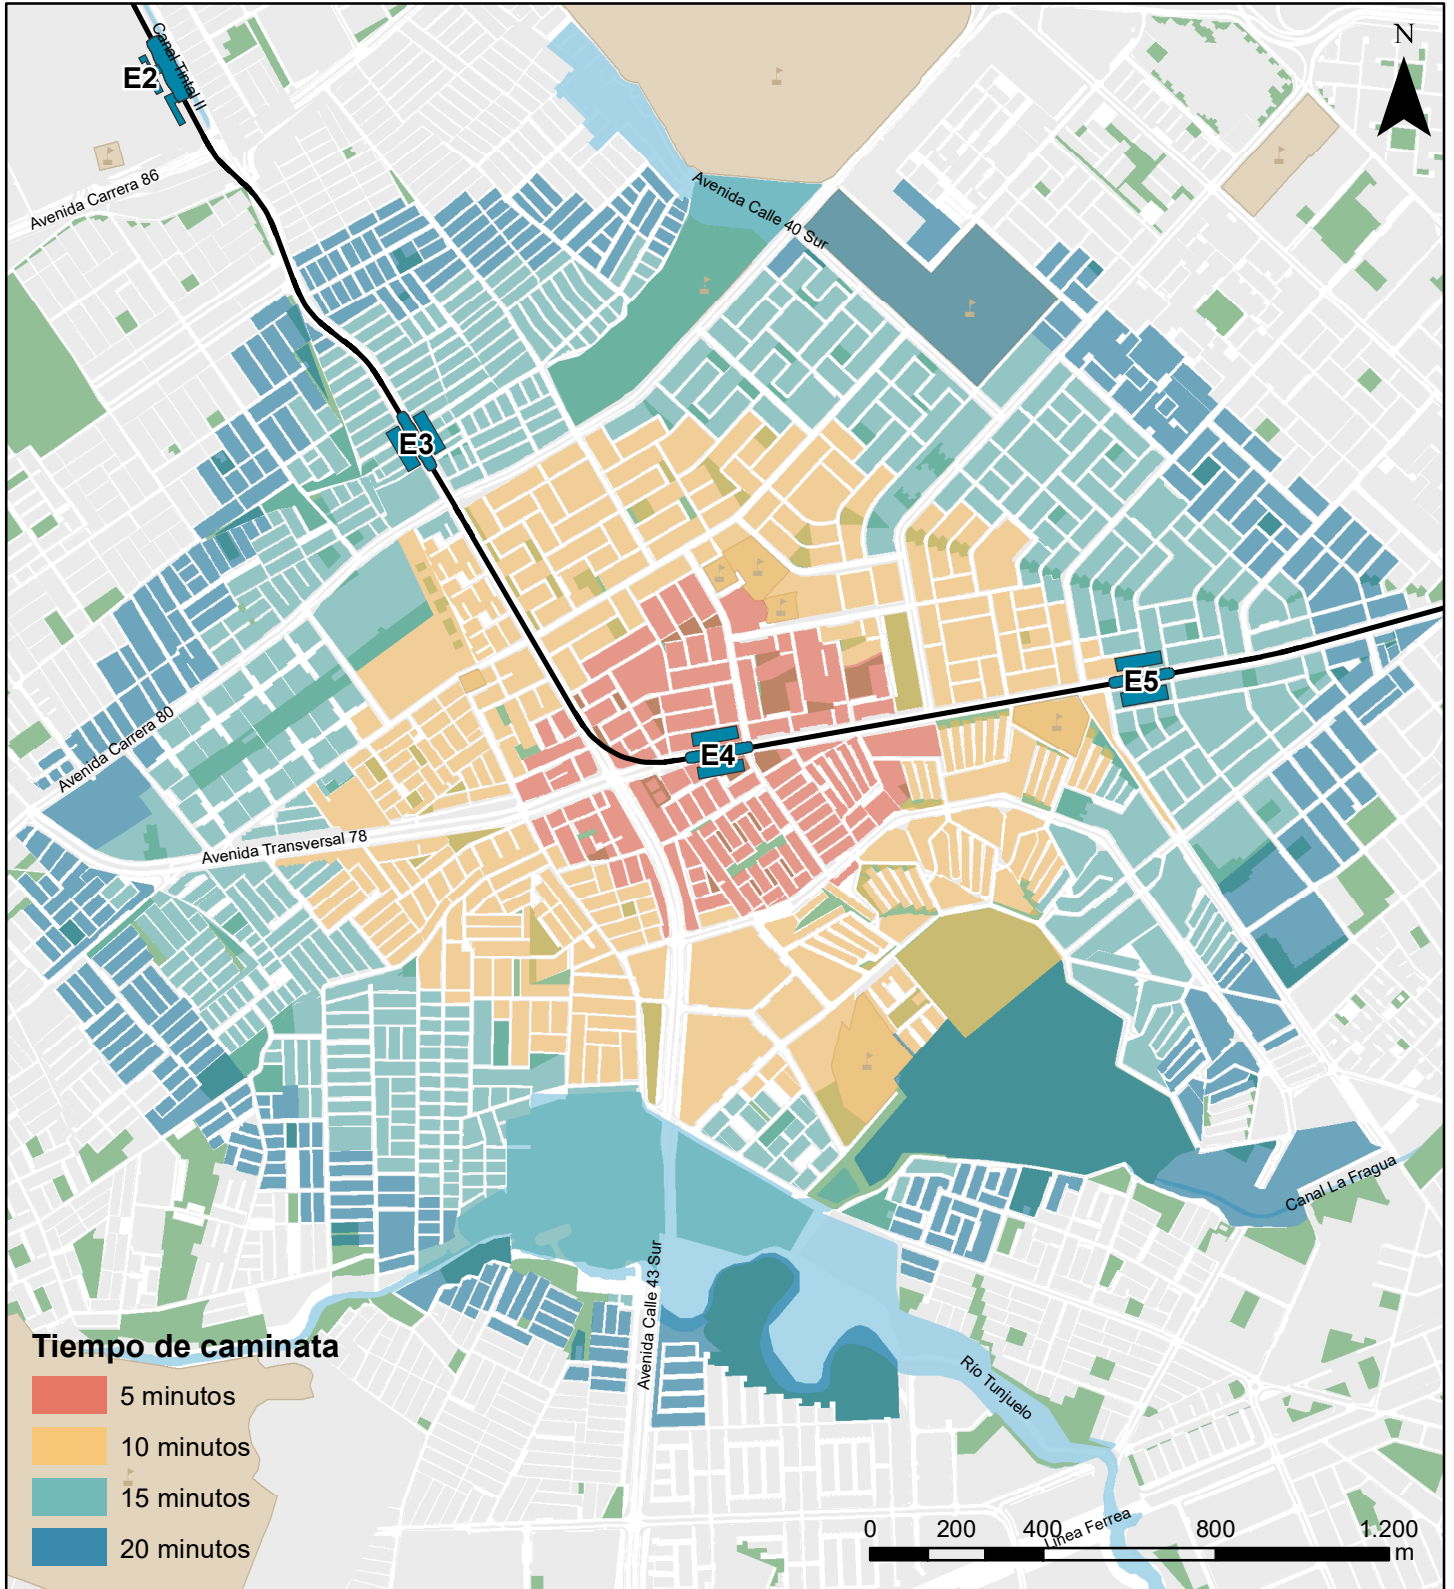 N
Canal Tintal II
E2
Avenida Carrera 86
Avenida Calle 40 Sur
E3
E5
Avenida Carrera 80
E4
Avenida Transversal 78
Canal La Fragua
Avenida Calle 43 Sur
Río Tunjuelo
Tiempo de caminata
5 minutos
10 minutos
15 minutos
20 minutos
Línea Ferrea
0 200 400 800 1.200
m